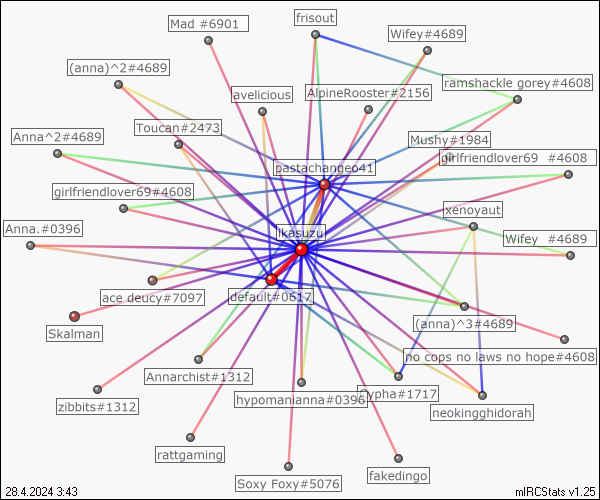 frisout
Mad #6901
Wifey#4689
(anna)^2#4689
ramshackle gorey#4608
avelicious
AlpineRooster#2156
Toucan#2473
Anna^2#4689
Mushy#1984
girlfriendlover69 #4608
pastachange041
girlfriendlover69#4608
xenoyaut
Anna.#0396
ikasuzu
Wifey #4689
ace deucy#7097
default#0617
(anna)^3#4689
Skalman
no cops no laws no hope#4608
Annarchist#1312
hypomanianna#0396
cypha#1717
zibbits#1312
neokingghidorah
rattgaming
fakedingo
Soxy Foxy#5076
28.4.2024 3:43
mIRCStats v1.25